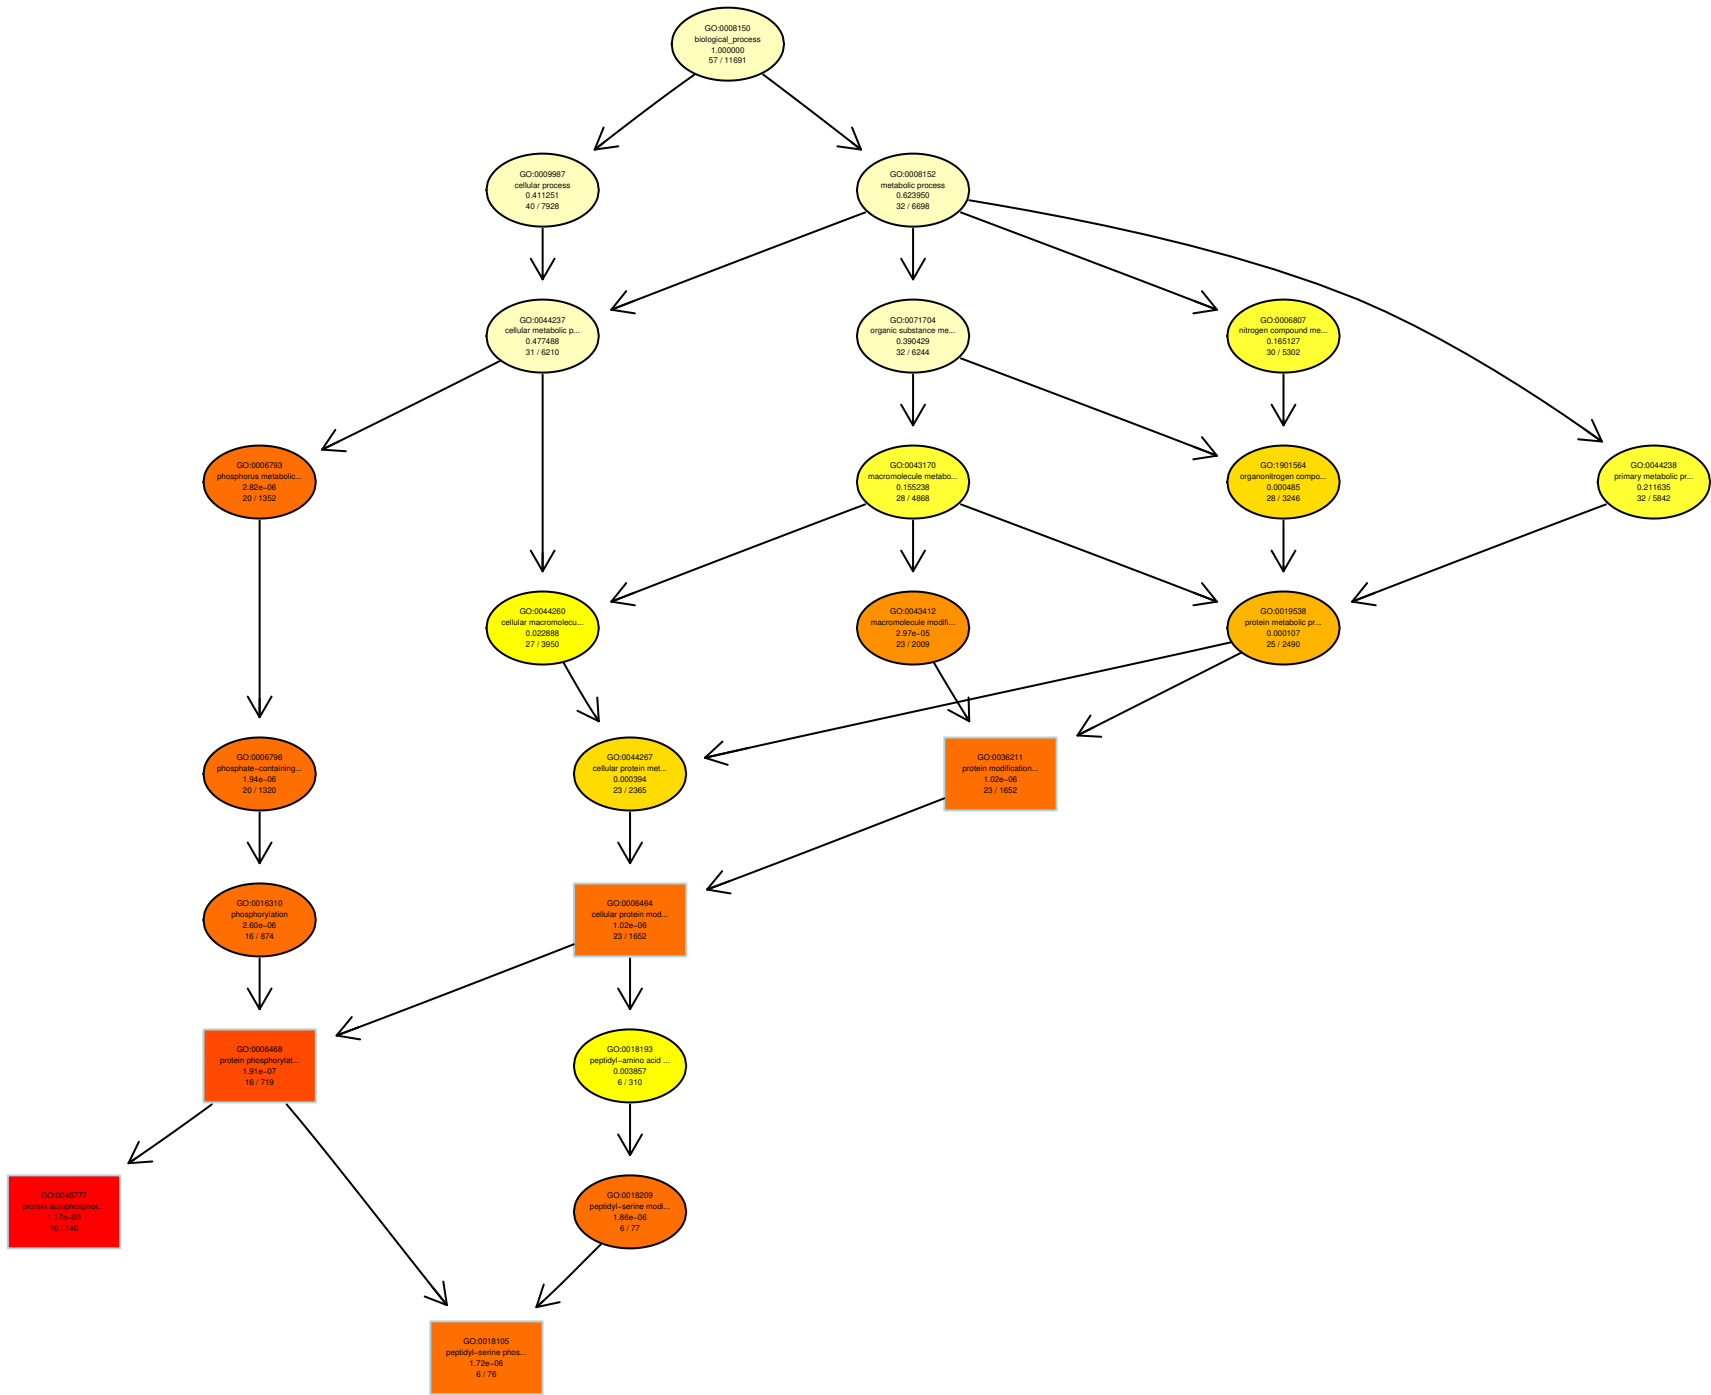 GO:0008150
biological_process
1.000000
57 / 11691
GO:0009987
cellular process
0.411251
40 / 7928
GO:0008152
metabolic process
0.623950
32 / 6698
GO:0044237
cellular metabolic p...
0.477488
31 / 6210
GO:0071704
organic substance me...
0.390429
32 / 6244
GO:0006807
nitrogen compound me...
0.165127
30 / 5302
GO:0006793
phosphorus metabolic...
2.82e−06
20 / 1352
GO:0043170
macromolecule metabo...
0.155238
28 / 4868
GO:1901564
organonitrogen compo...
0.000485
28 / 3246
GO:0044238
primary metabolic pr...
0.211635
32 / 5842
GO:0044260
cellular macromolecu...
0.022888
27 / 3950
GO:0043412
macromolecule modifi...
2.97e−05
23 / 2009
GO:0019538
protein metabolic pr...
0.000107
25 / 2490
GO:0006796
phosphate−containing...
1.94e−06
20 / 1320
GO:0044267
cellular protein met...
0.000394
23 / 2365
GO:0036211
protein modification...
1.02e−06
23 / 1652
GO:0016310
phosphorylation
2.60e−06
16 / 874
GO:0006464
cellular protein mod...
1.02e−06
23 / 1652
GO:0006468
protein phosphorylat...
1.91e−07
16 / 719
GO:0018193
peptidyl−amino acid ...
0.003857
6 / 310
GO:0046777
protein autophosphor...
1.17e−09
10 / 140
GO:0018209
peptidyl−serine modi...
1.86e−06
6 / 77
GO:0018105
peptidyl−serine phos...
1.72e−06
6 / 76